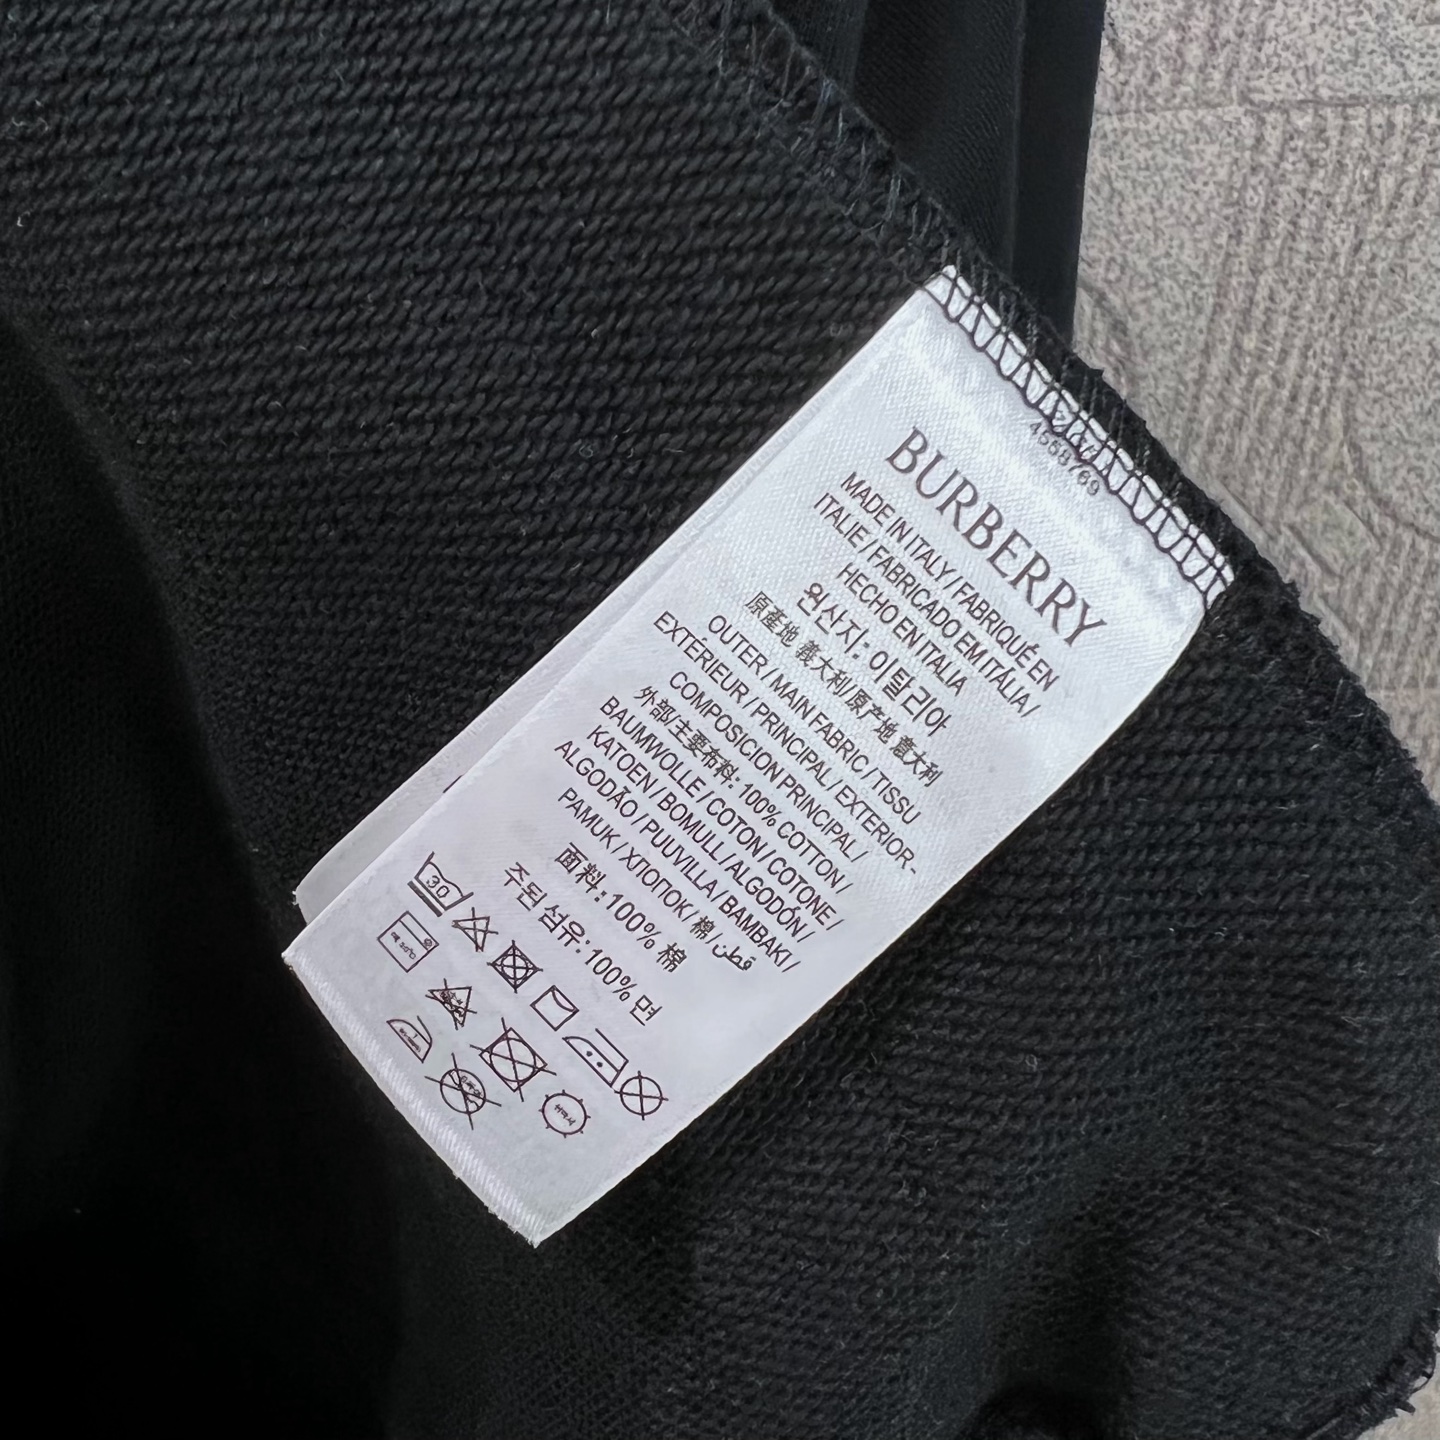 4558769
BURBERRY
MADE IN ITALY / FABRIQUÉ EN
ITALIE / FABRICADO EM ITÁLIA /
HECHO EN ITALIA
원산지: 이탈리아
原產地 義大利/原产地 意大利
OUTER / MAIN FABRIC / TISSU
EXTÉRIEUR / PRINCIPAL / EXTERIOR-
COMPOSICION PRINCIPAL /
外部/主要布料: 100% COTTON /
BAUMWOLLE / COTON / COTONE /
KATOEN / BOMULL / ALGODÓN /
ALGODÃO / PUUVILLA / BAMBAKI /
PAMUK / ХЛОПОК / 棉 / قطن
面料: 100% 棉
주된 섬유: 100% 면
30